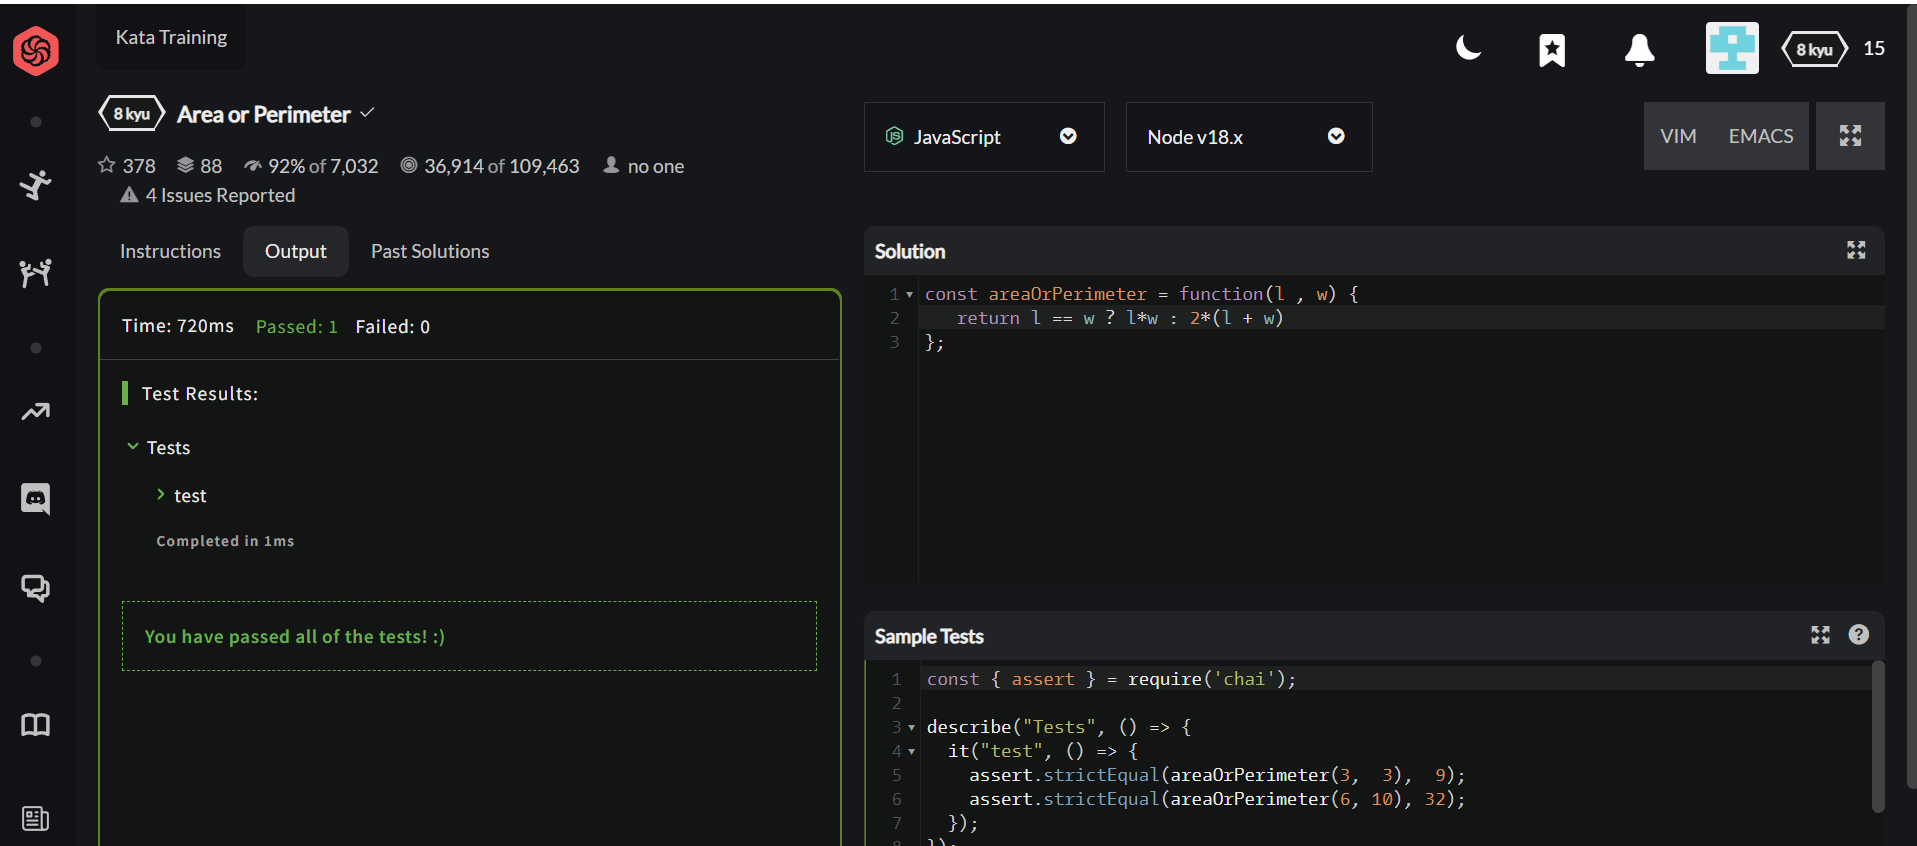 Kata Training
8 kyu
15
8 kyu Area or Perimeter
378 88 92% of 7,032 36,914 of 109,463 no one
4 Issues Reported
JavaScript
Node v18.x
VIM EMACS
Instructions Output Past Solutions
Time: 720ms Passed: 1 Failed: 0
Test Results:
Tests
test
Completed in 1ms
You have passed all of the tests! :)
Solution
1 const areaOrPerimeter = function(l , w) {
2 return l == w ? l*w : 2*(l + w)
3 };
Sample Tests
1 const { assert } = require('chai');
2
3 describe("Tests", () => {
4 it("test", () => {
5 assert.strictEqual(areaOrPerimeter(3, 3), 9);
6 assert.strictEqual(areaOrPerimeter(6, 10), 32);
7 });
8 });